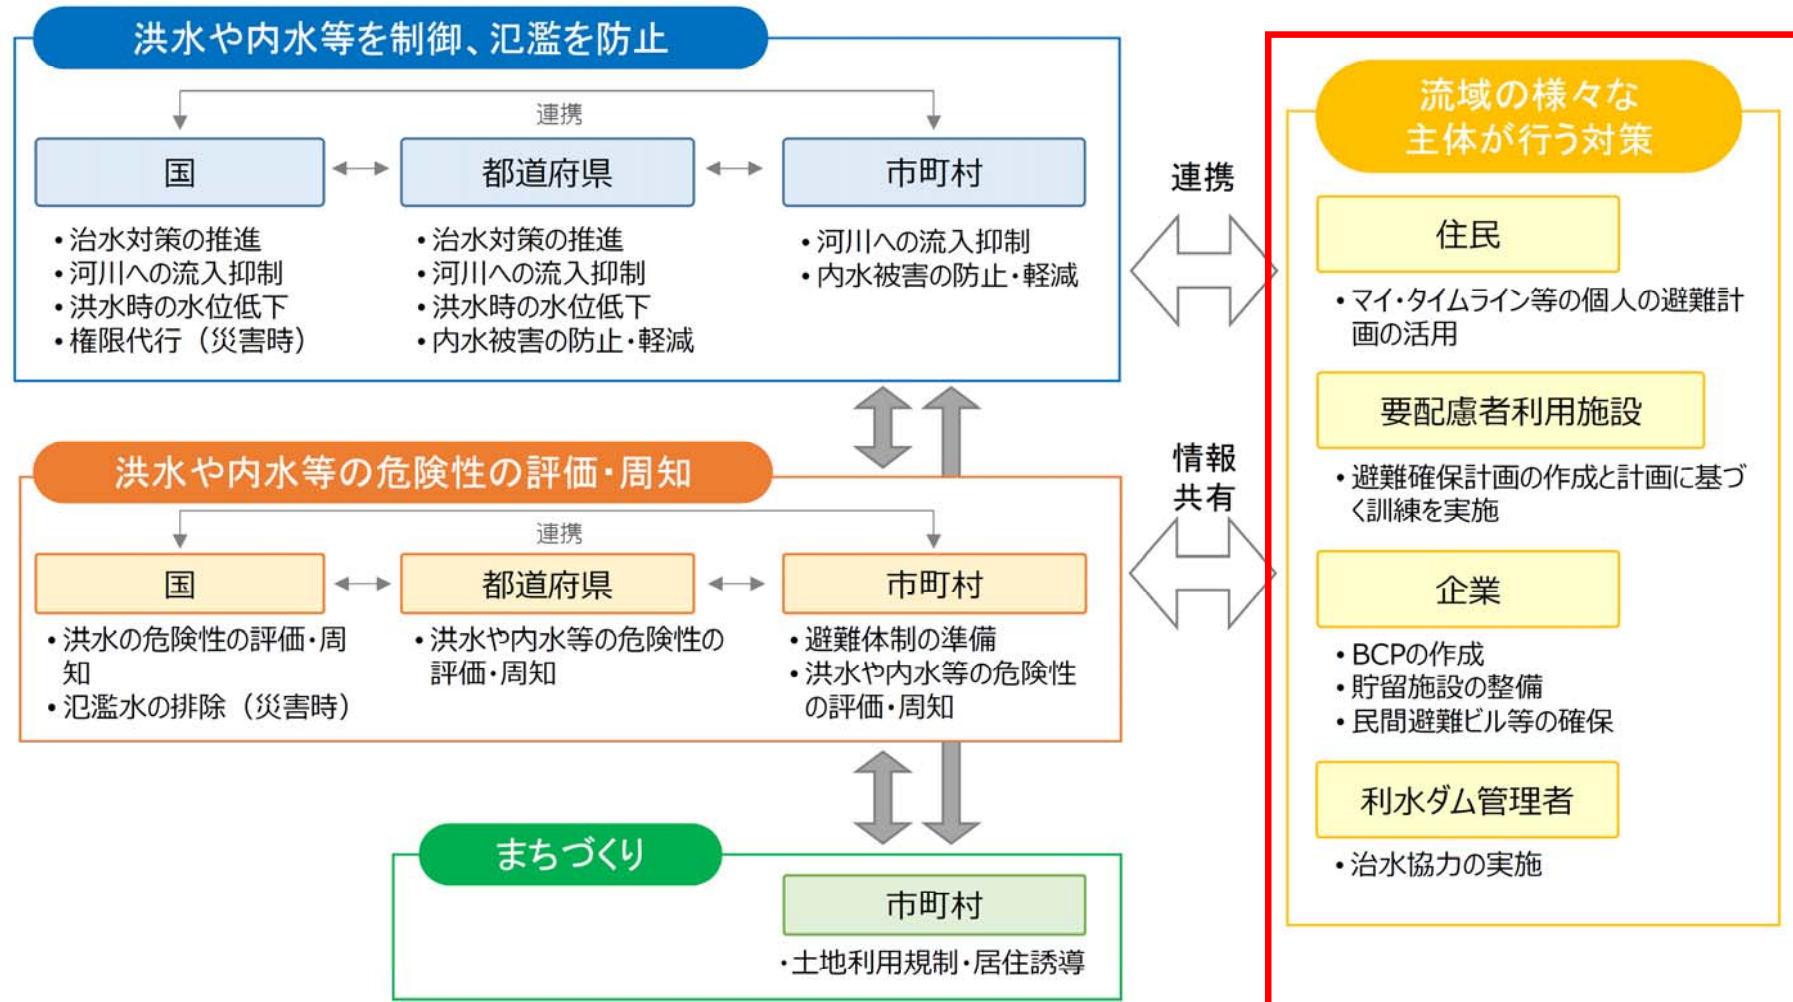 洪水や内水等を制御、氾濫を防止
連携
国
都道府県
市町村
•治水対策の推進
•河川への流入抑制
•洪水時の水位低下
•権限代行（災害時）
•治水対策の推進
•河川への流入抑制
•洪水時の水位低下
•内水被害の防止・軽減
•河川への流入抑制
•内水被害の防止・軽減
洪水や内水等の危険性の評価・周知
連携
国
都道府県
市町村
•洪水の危険性の評価・周
知
•氾濫水の排除（災害時）
•洪水や内水等の危険性の
評価・周知
•避難体制の準備
•洪水や内水等の危険性
の評価・周知
まちづくり
市町村
・土地利用規制・居住誘導
連携
情報
共有
流域の様々な
主体が行う対策
住民
•マイ・タイムライン等の個人の避難計
画の活用
要配慮者利用施設
•避難確保計画の作成と計画に基づ
く訓練を実施
企業
•BCPの作成
•貯留施設の整備
•民間避難ビル等の確保
利水ダム管理者
•治水協力の実施